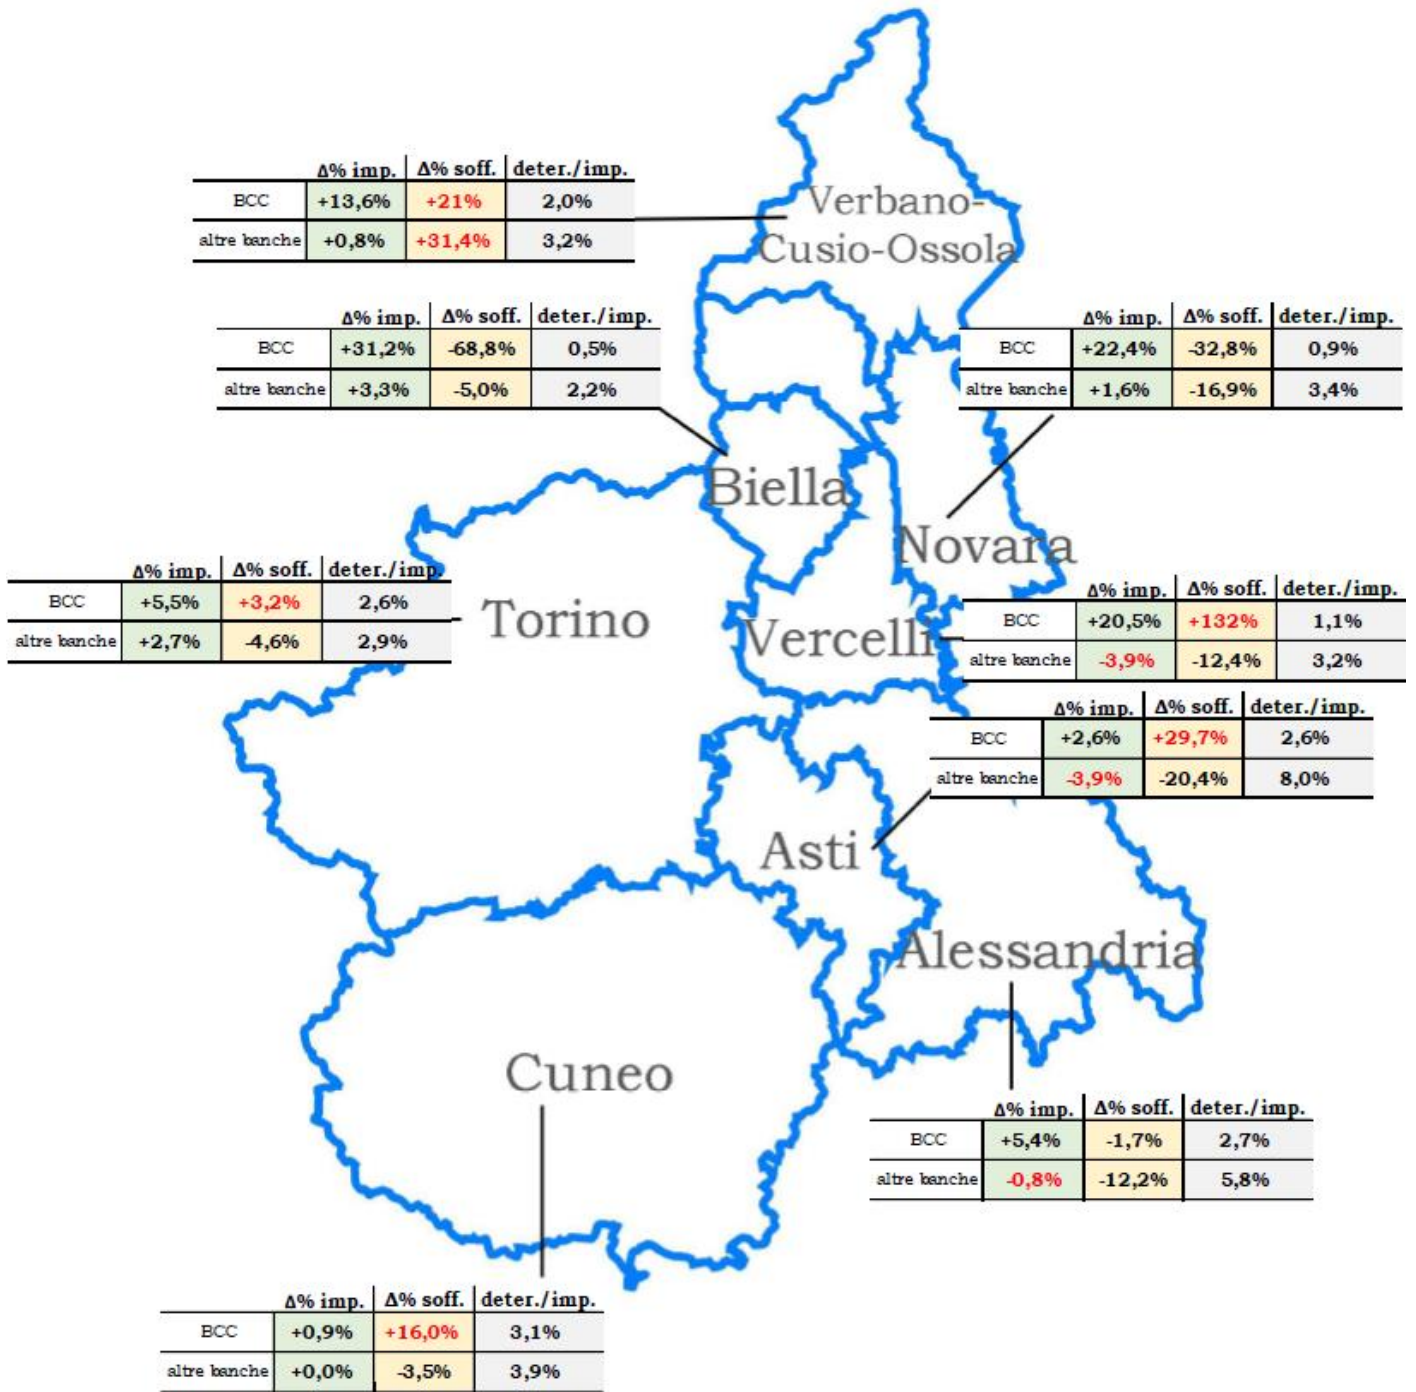 Δ% imp. Δ% soff. deter./imp.
BCC +13,6% +21% 2,0%
altre banche +0,8% +31,4% 3,2%
Verbano-
Cusio-Ossola
Δ% imp. Δ% soff. deter./imp.
BCC +31,2% -68,8% 0,5%
altre banche +3,3% -5,0% 2,2%
Δ% imp. Δ% soff. deter./imp.
BCC +22,4% -32,8% 0,9%
altre banche +1,6% -16,9% 3,4%
Biella
Novara
Δ% imp. Δ% soff. deter./imp.
BCC +5,5% +3,2% 2,6%
altre banche +2,7% -4,6% 2,9%
Torino
Vercelli
Δ% imp. Δ% soff. deter./imp.
BCC +20,5% +132% 1,1%
altre banche -3,9% -12,4% 3,2%
Δ% imp. Δ% soff. deter./imp.
BCC +2,6% +29,7% 2,6%
altre banche -3,9% -20,4% 8,0%
Asti
Alessandria
Cuneo
Δ% imp. Δ% soff. deter./imp.
BCC +5,4% -1,7% 2,7%
altre banche -0,8% -12,2% 5,8%
Δ% imp. Δ% soff. deter./imp.
BCC +0,9% +16,0% 3,1%
altre banche +0,0% -3,5% 3,9%